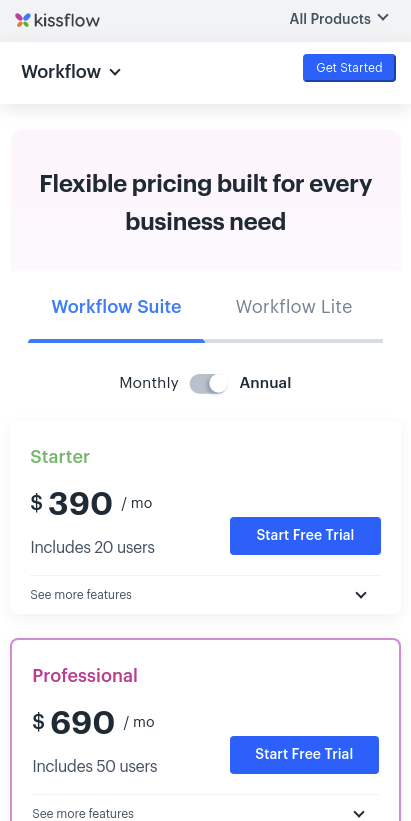 kissflow
All Products
Workflow
Get Started
Flexible pricing built for every
business need
Workflow Suite
Workflow Lite
Monthly
Annual
Starter
$ 390 / mo
Includes 20 users
Start Free Trial
See more features
Professional
$ 690 / mo
Includes 50 users
Start Free Trial
See more features